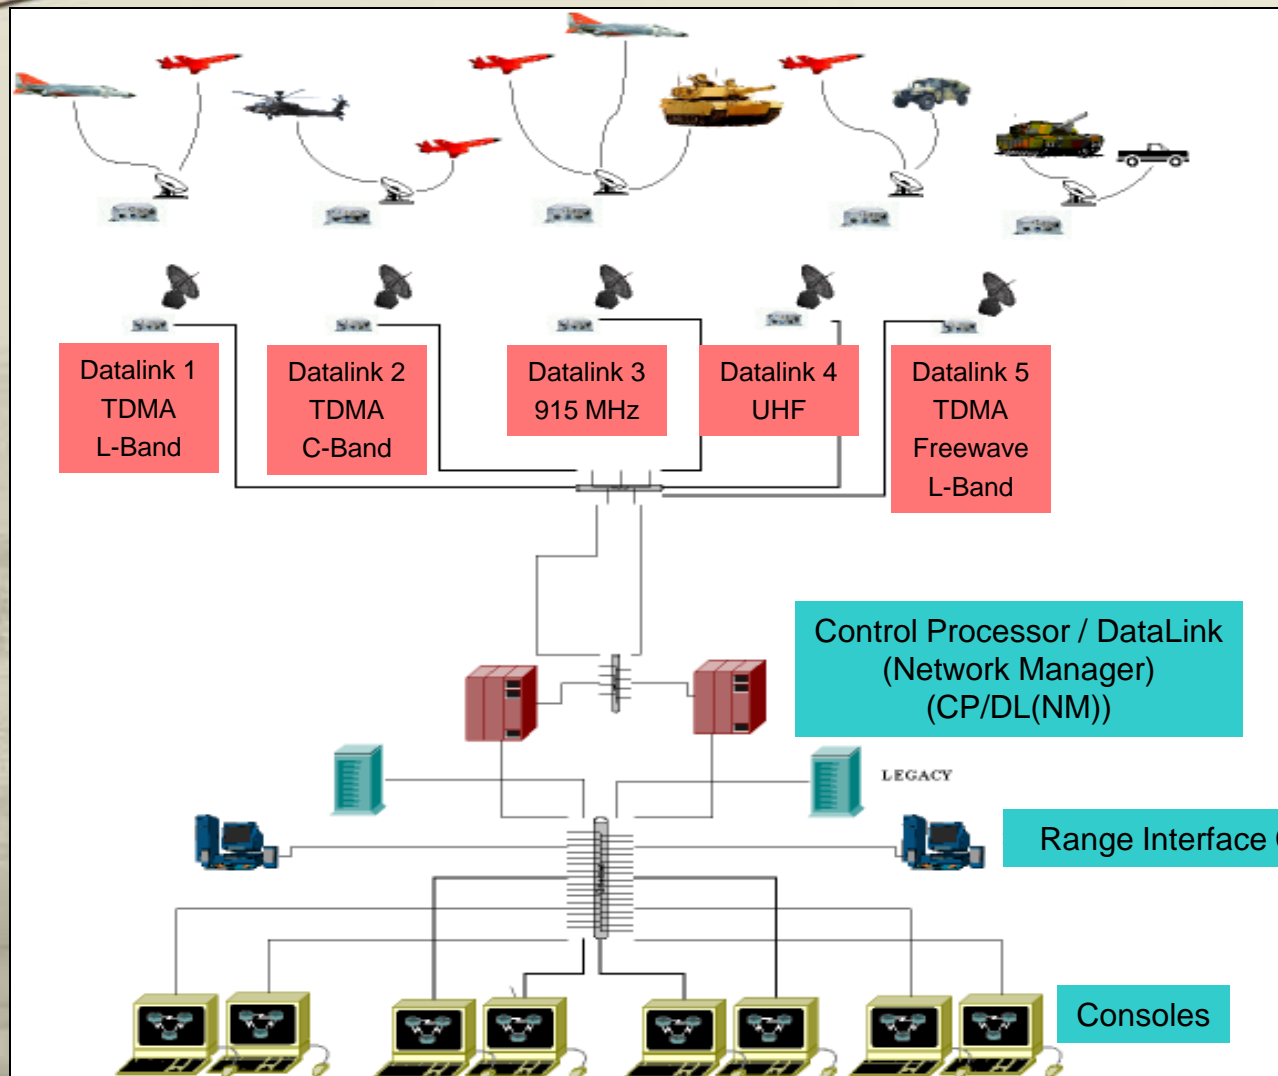 Datalink 1
TDMA
L-Band
Datalink 2
TDMA
C-Band
Datalink 3
915 MHz
Datalink 4
UHF
Datalink 5
TDMA
Freewave
L-Band
Control Processor / DataLink
(Network Manager)
(CP/DL(NM))
LEGACY
Range Interface
Consoles